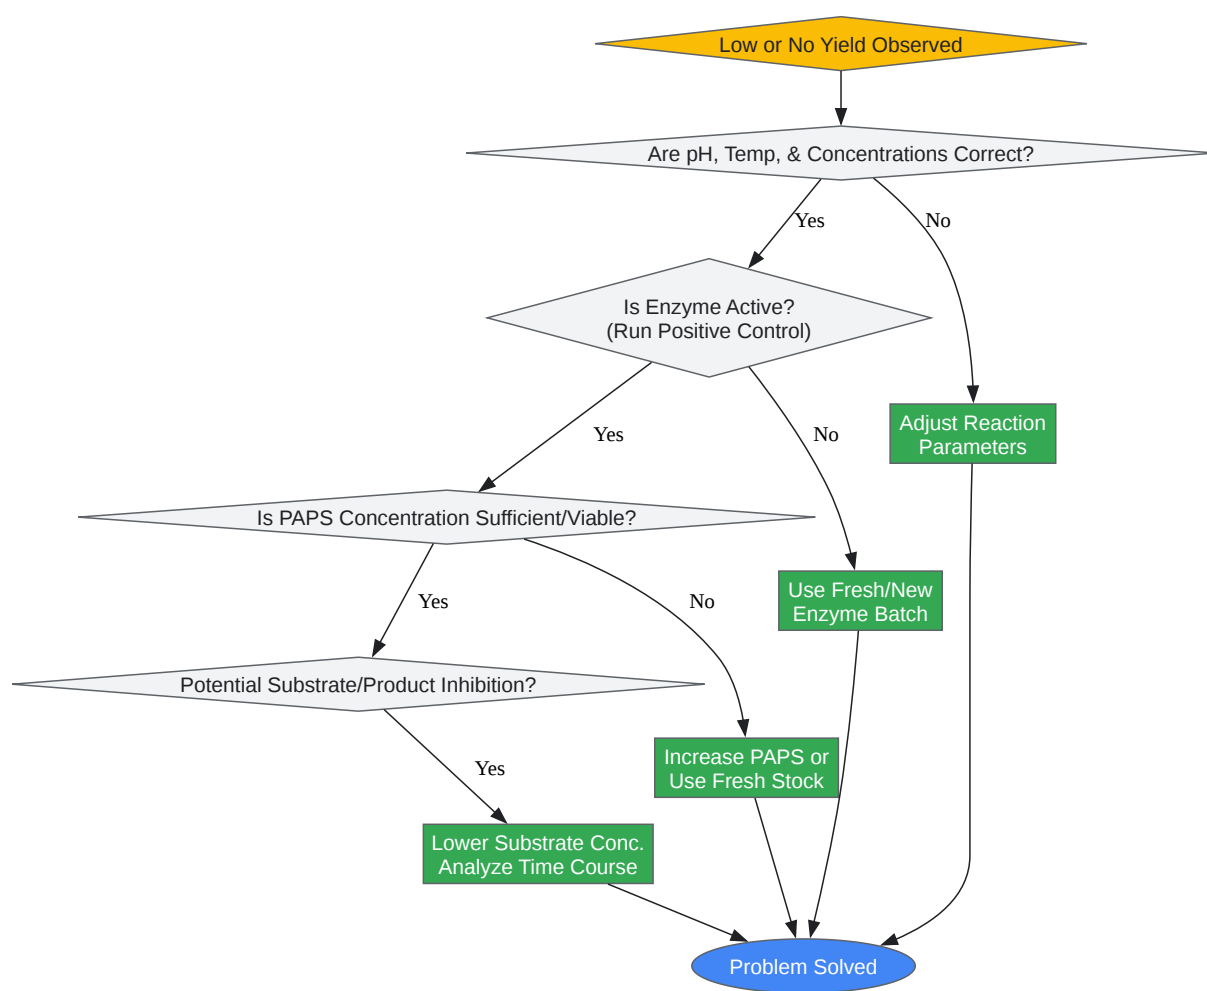 Low or No Yield Observed
Are pH, Temp, & Concentrations Correct?
Yes
No
Is Enzyme Active?
(Run Positive Control)
Adjust Reaction
Parameters
Yes
No
Is PAPS Concentration Sufficient/Viable?
Use Fresh/New
Enzyme Batch
Yes
No
Potential Substrate/Product Inhibition?
Increase PAPS or
Use Fresh Stock
Yes
Lower Substrate Conc.
Analyze Time Course
Problem Solved